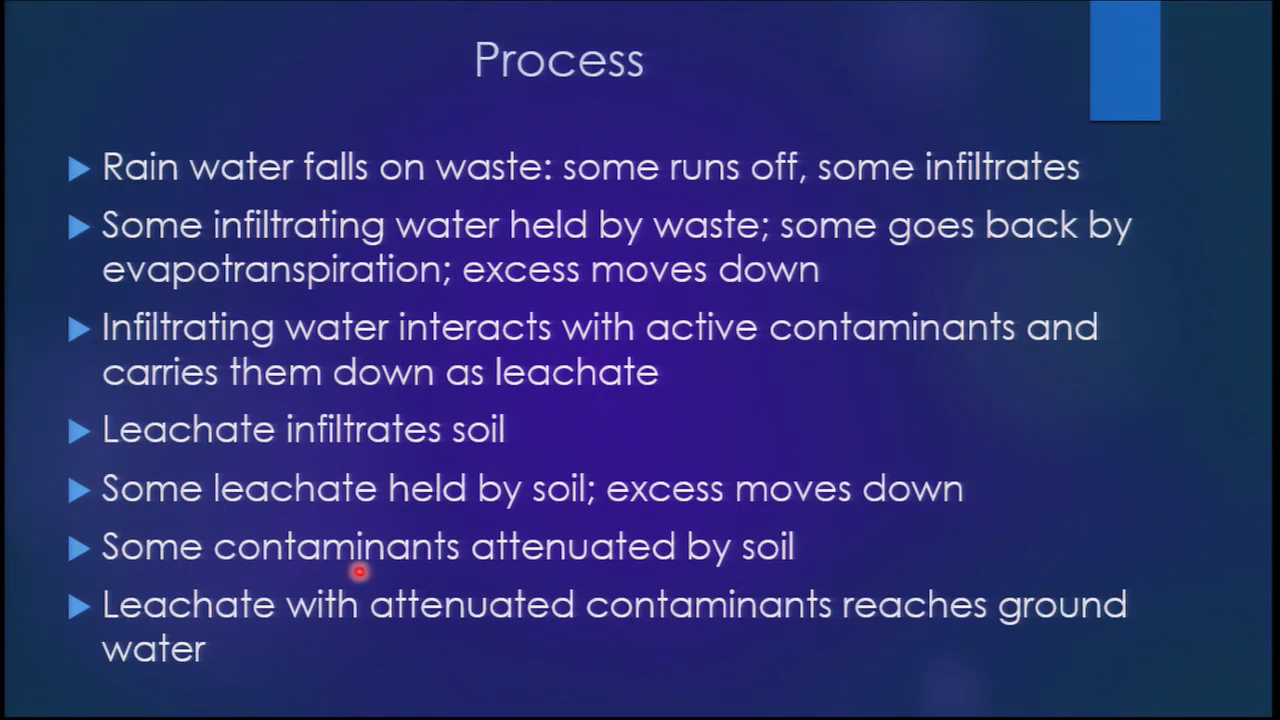 Process
Rain water falls on waste: some runs off, some infiltrates
Some infiltrating water held by waste; some goes back by
evapotranspiration; excess moves down
Infiltrating water interacts with active contaminants and
carries them down as leachate
Leachate infiltrates soil
Some leachate held by soil; excess moves down
Some contaminants attenuated by soil
Leachate with attenuated contaminants reaches ground
water